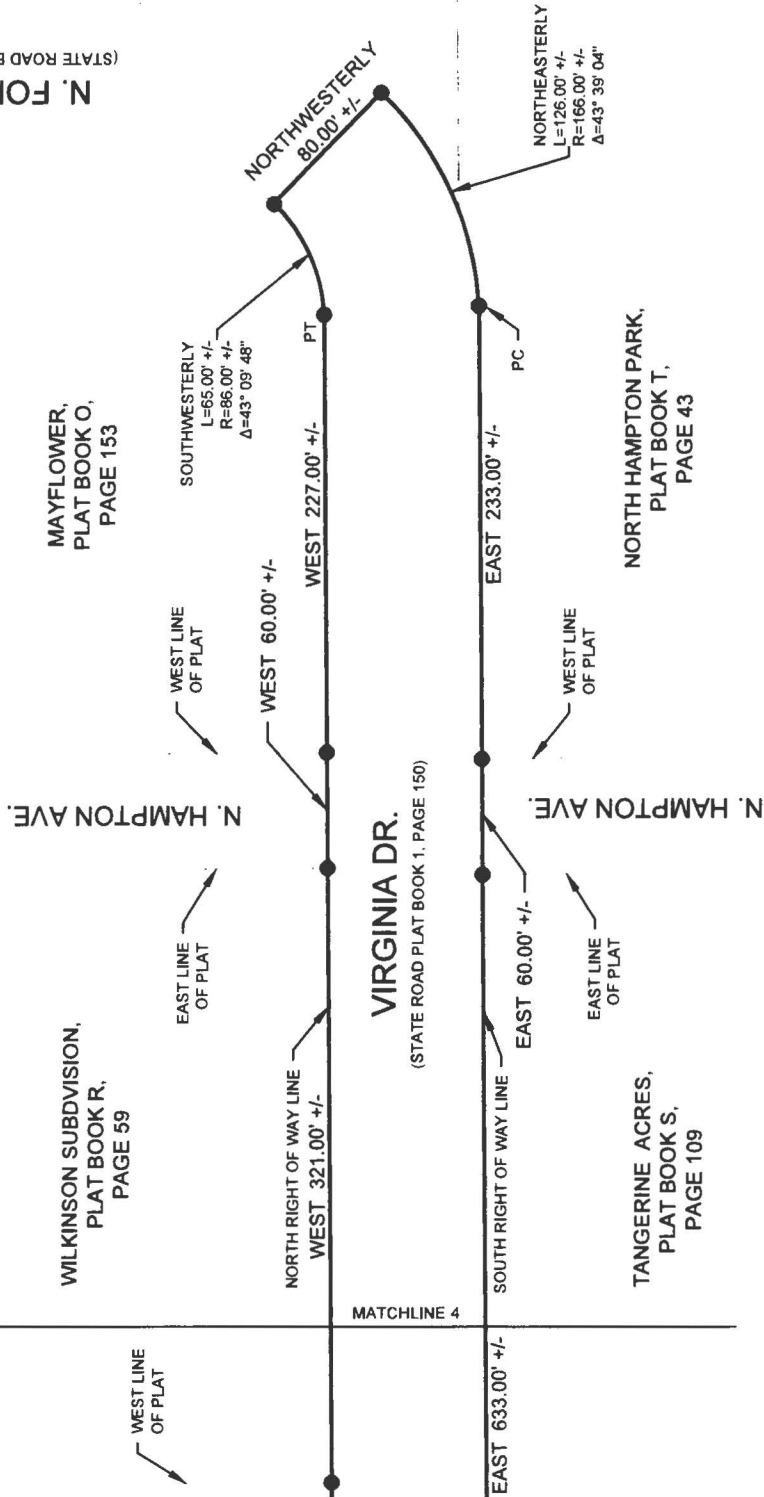 (STATE ROAD
N.
NORTHWESTERLY
80.00' +/-
NORTHEASTERLY
L=126.00' +/-
R=166.00' +/-
Δ=43° 39' 04"
MAYFLOWER,
PLAT BOOK O,
PAGE 153
SOUTHWESTERLY
L=65.00' +/-
R=86.00' +/-
Δ=43° 09' 48"
PT
PC
WEST 227.00' +/-
EAST 233.00' +/-
NORTH HAMPTON PARK,
PLAT BOOK T,
PAGE 43
WEST LINE
OF PLAT
WEST 60.00' +/-
WEST LINE
OF PLAT
N. HAMPTON AVE.
N. HAMPTON AVE.
EAST LINE
OF PLAT
VIRGINIA DR.
(STATE ROAD PLAT BOOK 1, PAGE 150)
EAST 60.00' +/-
EAST LINE
OF PLAT
WILKINSON SUBDVISION,
PLAT BOOK R,
PAGE 59
NORTH RIGHT OF WAY LINE
WEST 321.00' +/-
SOUTH RIGHT OF WAY LINE
TANGERINE ACRES,
PLAT BOOK S,
PAGE 109
MATCHLINE 4
WEST LINE
OF PLAT
EAST 633.00' +/-